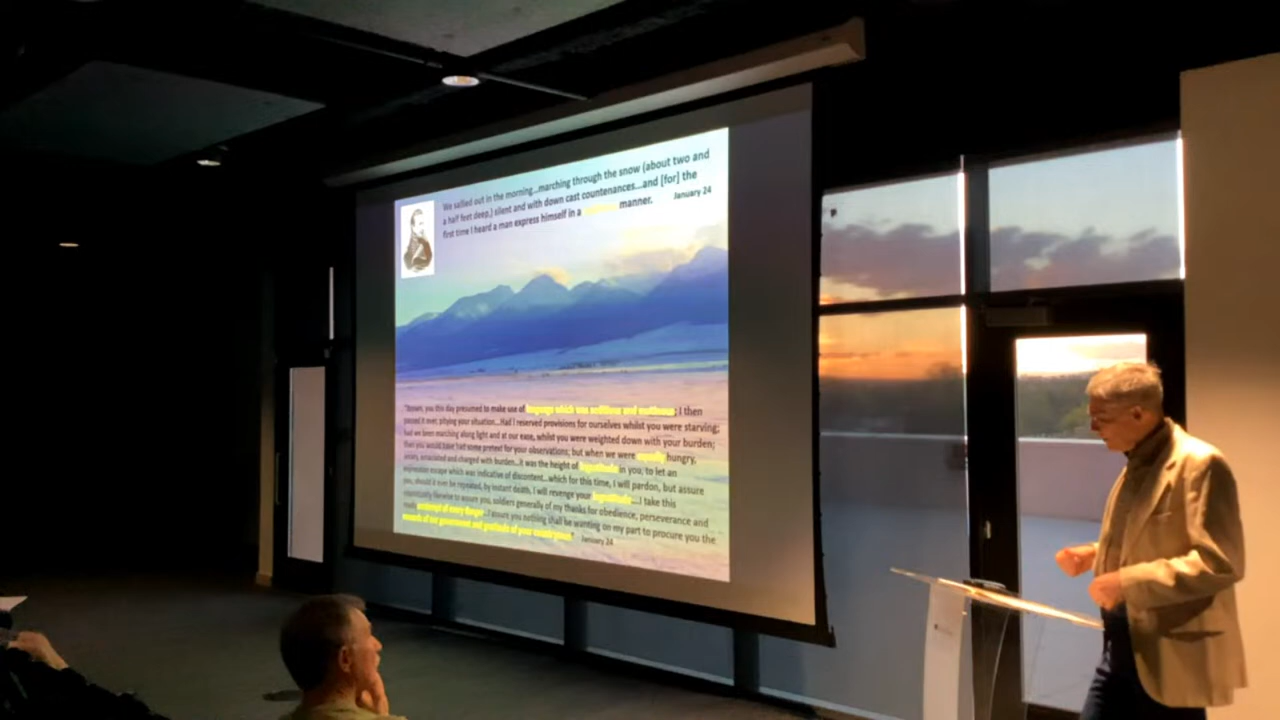 We sallied out in the morning...marching through the snow (about two and
a half feet deep,) silent and with down cast countenances...and [for] the
first time I heard a man express himself in a manner. January 24
"Brown, you this day presumed to make use of language which was seditious and mutinous; I then
passed it over, pitying your situation...Had I reserved provisions for ourselves whilst you were starving;
had we been marching along light and at our ease, whilst you were weighted down with your burden;
then you would have had some pretext for your observations; but when we were equally hungry,
weary, emaciated and charged with burden...it was the height of ingratitude in you, to let an
expression escape which was indicative of discontent...which for this time, I will pardon, but assure
you, should it ever be repeated, by instant death, I will revenge your ingratitude...I take this
opportunity likewise to assure you, soldiers generally of my thanks for obedience, perseverance and
ready contempt of every danger...I assure you nothing shall be wanting on my part to procure you the
rewards of our government and gratitude of your countrymen" January 24